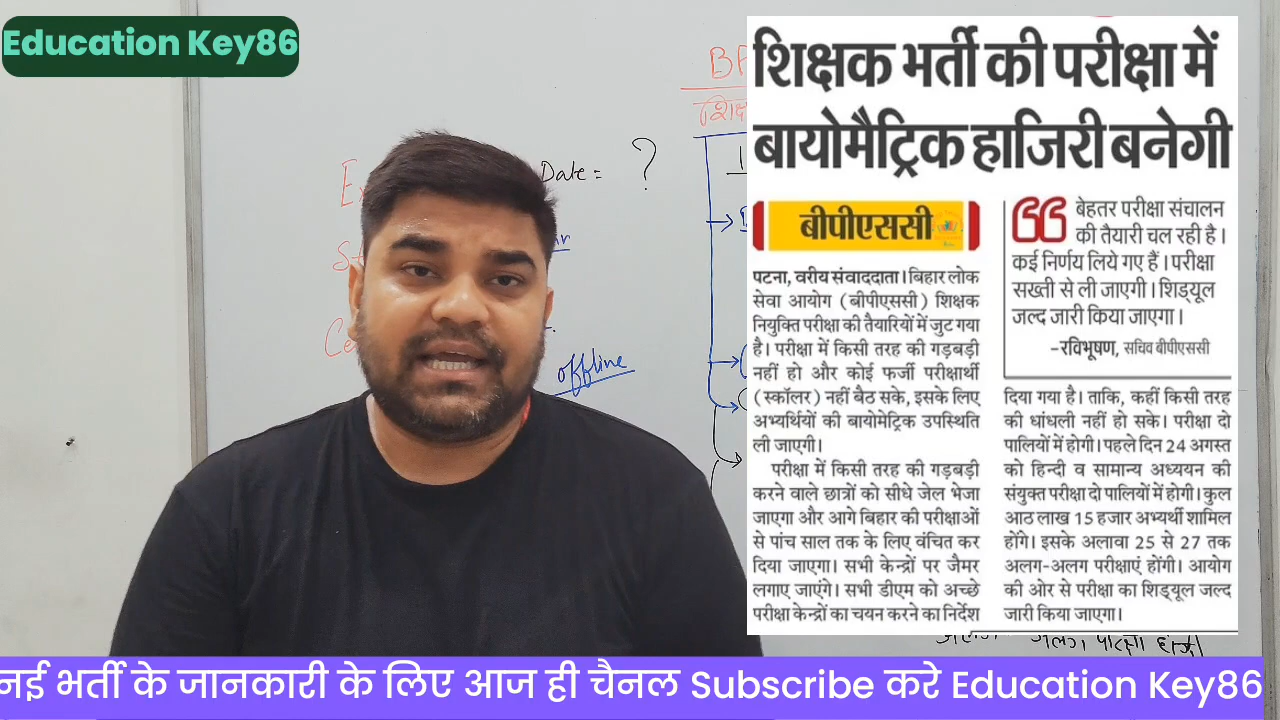 Education Key86
BP
Date = ?
offline
शिक्षक भर्ती की परीक्षा में
बायोमैट्रिक हाजिरी बनेगी
बीपीएससी
पटना, वरीय संवाददाता। बिहार लोक
सेवा आयोग (बीपीएससी) शिक्षक
नियुक्ति परीक्षा की तैयारियों में जुट गया
है। परीक्षा में किसी तरह की गड़बड़ी
नहीं हो और कोई फर्जी परीक्षार्थी
(स्कॉलर) नहीं बैठ सके, इसके लिए
अभ्यर्थियों की बायोमेट्रिक उपस्थिति
ली जाएगी।
परीक्षा में किसी तरह की गड़बड़ी
करने वाले छात्रों को सीधे जेल भेजा
जाएगा और आगे बिहार की परीक्षाओं
से पांच साल तक के लिए वंचित कर
दिया जाएगा। सभी केन्द्रों पर जैमर
लगाए जाएंगे। सभी डीएम को अच्छे
परीक्षा केन्द्रों का चयन करने का निर्देश
बेहतर परीक्षा संचालन
की तैयारी चल रही है।
कई निर्णय लिये गए हैं। परीक्षा
सख्ती से ली जाएगी। शिड्यूल
जल्द जारी किया जाएगा।
-रविभूषण, सचिव बीपीएससी
दिया गया है। ताकि, कहीं किसी तरह
की धांधली नहीं हो सके। परीक्षा दो
पालियों में होगी। पहले दिन 24 अगस्त
को हिन्दी व सामान्य अध्ययन की
संयुक्त परीक्षा दो पालियों में होगी। कुल
आठ लाख 15 हजार अभ्यर्थी शामिल
होंगे। इसके अलावा 25 से 27 तक
अलग-अलग परीक्षाएं होंगी। आयोग
की ओर से परीक्षा का शिड्यूल जल्द
जारी किया जाएगा।
नई भर्ती के जानकारी के लिए आज ही चैनल Subscribe करे Education Key86